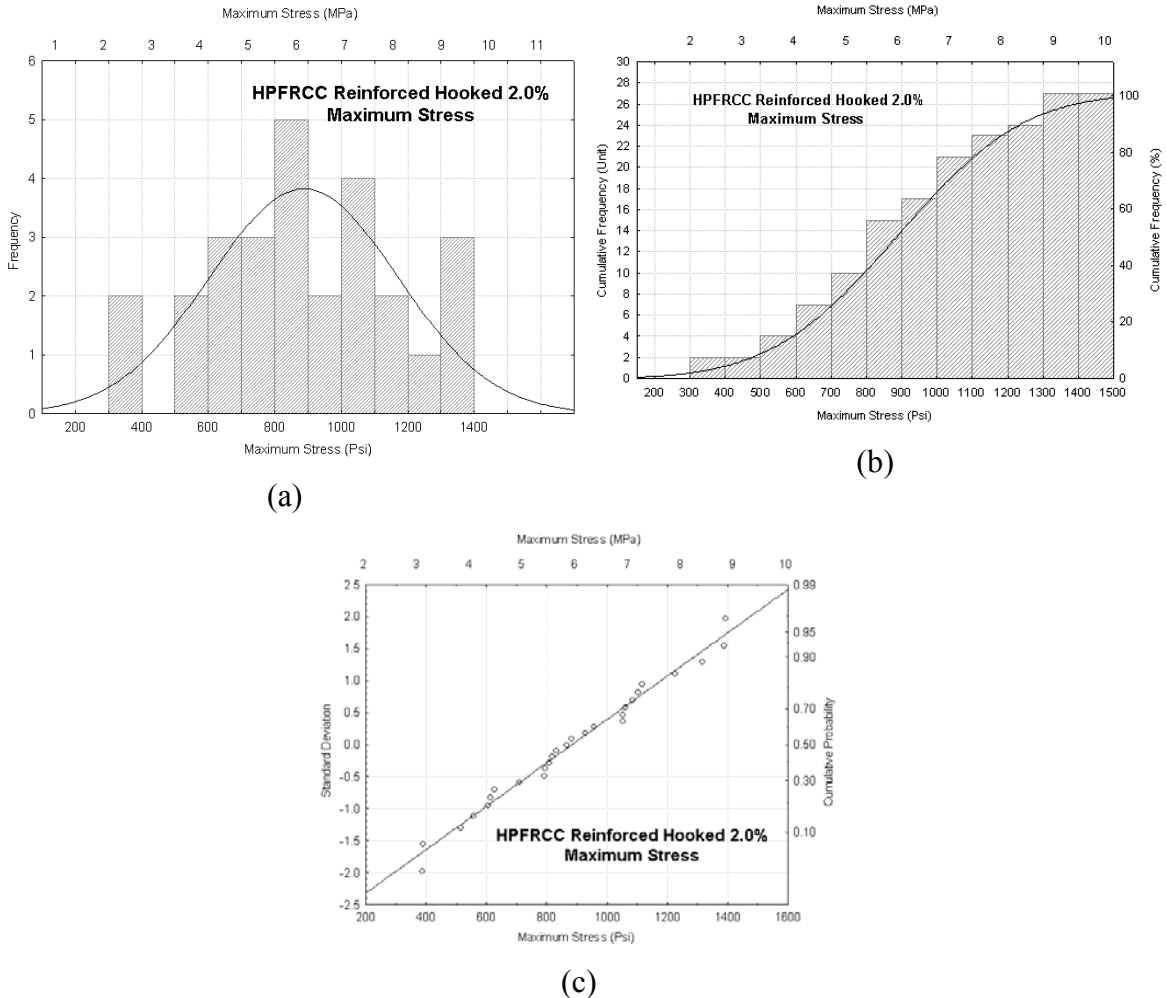 Maximum Stress (MPa)
1 2 3 4 5 6 7 8 9 10 11
6
5
4
3
2
1
0
Frequency
HPFRCC Reinforced Hooked 2.0%
Maximum Stress
200 400 600 800 1000 1200 1400
Maximum Stress (Psi)
(a)
Maximum Stress (MPa)
2 3 4 5 6 7 8 9 10
30
28
26
24
22
20
18
16
14
12
10
8
6
4
2
0
Cumulative Frequency (Unit)
HPFRCC Reinforced Hooked 2.0%
Maximum Stress
100
80
60
40
20
0
Cumulative Frequency (%)
200 300 400 500 600 700 800 900 1000 1100 1200 1300 1400 1500
Maximum Stress (Psi)
(b)
Maximum Stress (MPa)
2 3 4 5 6 7 8 9 10
2.5
2.0
1.5
1.0
0.5
0.0
-0.5
-1.0
-1.5
-2.0
-2.5
Standard Deviation
HPFRCC Reinforced Hooked 2.0%
Maximum Stress
0.99
0.85
0.90
0.70
0.50
0.30
0.10
Cumulative Probability
200 400 600 800 1000 1200 1400 1600
Maximum Stress (Psi)
(c)